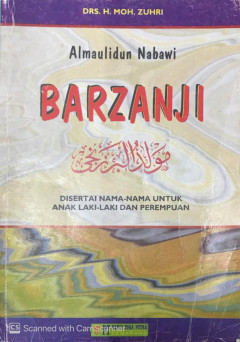 DRS. H. MOH. ZUHRI
Almaulidun Nabawi
BARZANJI
مولد البرزنجي
DISERTAI NAMA-NAMA UNTUK
ANAK LAKI-LAKI DAN PEREMPUAN
CS Scanned with CamScanner